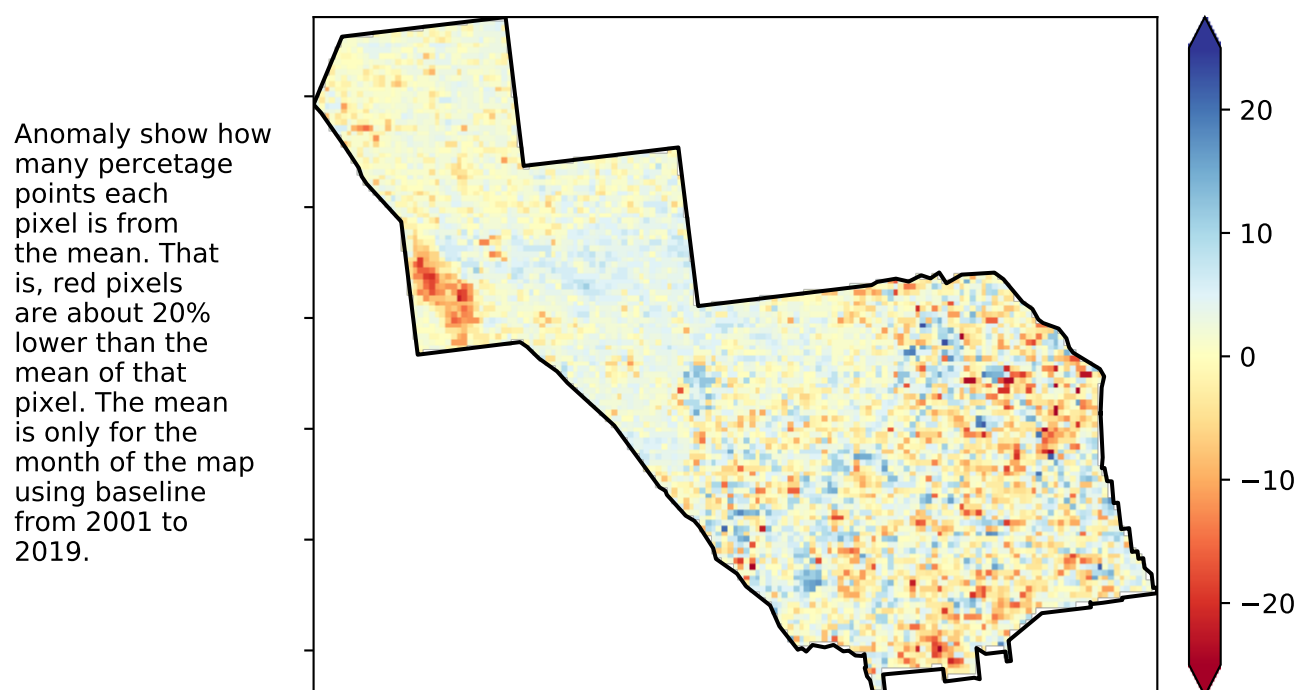 Anomaly show how
many percetage
points each
pixel is from
the mean. That
is, red pixels
are about 20%
lower than the
mean of that
pixel. The mean
is only for the
month of the map
using baseline
from 2001 to
2019.
20
10
0
−10
−20